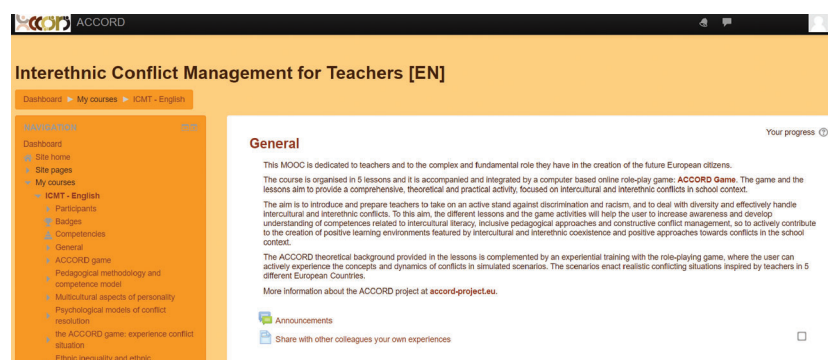 ACCORD
Interethnic Conflict Management for Teachers [EN]
Dashboard
My courses
ICMT - English
NAVIGATION
Dashboard
Site home
Site pages
My courses
ICMT - English
Participants
Badges
Competencies
General
ACCORD game
Pedagogical methodology and
competence model
Multicultural aspects of personality
Psychological models of conflict
resolution
the ACCORD game: experience conflict
situation
Ethnic inequality and ethnic
Your progress
General
This MOOC is dedicated to teachers and to the complex and fundamental role they have in the creation of the future European citizens.
The course is organised in 5 lessons and it is accompanied and integrated by a computer based online role-play game: ACCORD Game. The game and the
lessons aim to provide a comprehensive, theoretical and practical activity, focused on intercultural and interethnic conflicts in school context.
The aim is to introduce and prepare teachers to take on an active stand against discrimination and racism, and to deal with diversity and effectively handle
intercultural and interethnic conflicts. To this aim, the different lessons and the game activities will help the user to increase awareness and develop
understanding of competences related to intercultural literacy, inclusive pedagogical approaches and constructive conflict management, so to actively contribute
to the creation of positive learning environments featured by intercultural and interethnic coexistence and positive approaches towards conflicts in the school
context.
The ACCORD theoretical background provided in the lessons is complemented by an experiential training with the role-playing game, where the user can
actively experience the concepts and dynamics of conflicts in simulated scenarios. The scenarios enact realistic conflicting situations inspired by teachers in 5
different European Countries.
More information about the ACCORD project at accord-project.eu.
Announcements
Share with other colleagues your own experiences